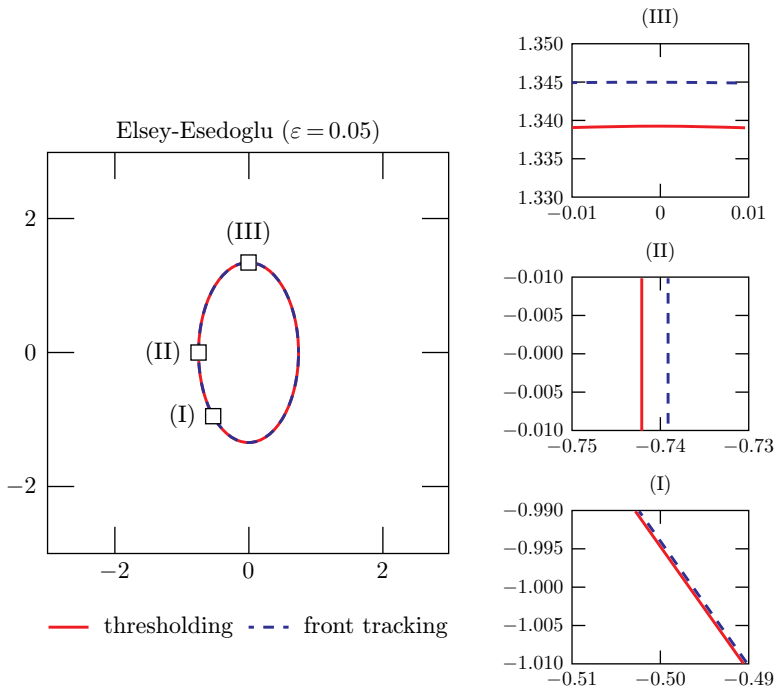 Elsey-Esedoglu (ε = 0.05)
2
0
−2
−2 0 2
(III)
(II)
(I)
thresholding front tracking
(III)
1.350
1.345
1.340
1.335
1.330
−0.01 0 0.01
(II)
−0.010
−0.005
−0.000
−0.005
−0.010
−0.75 −0.74 −0.73
(I)
−0.990
−0.995
−1.000
−1.005
−1.010
−0.51 −0.50 −0.49